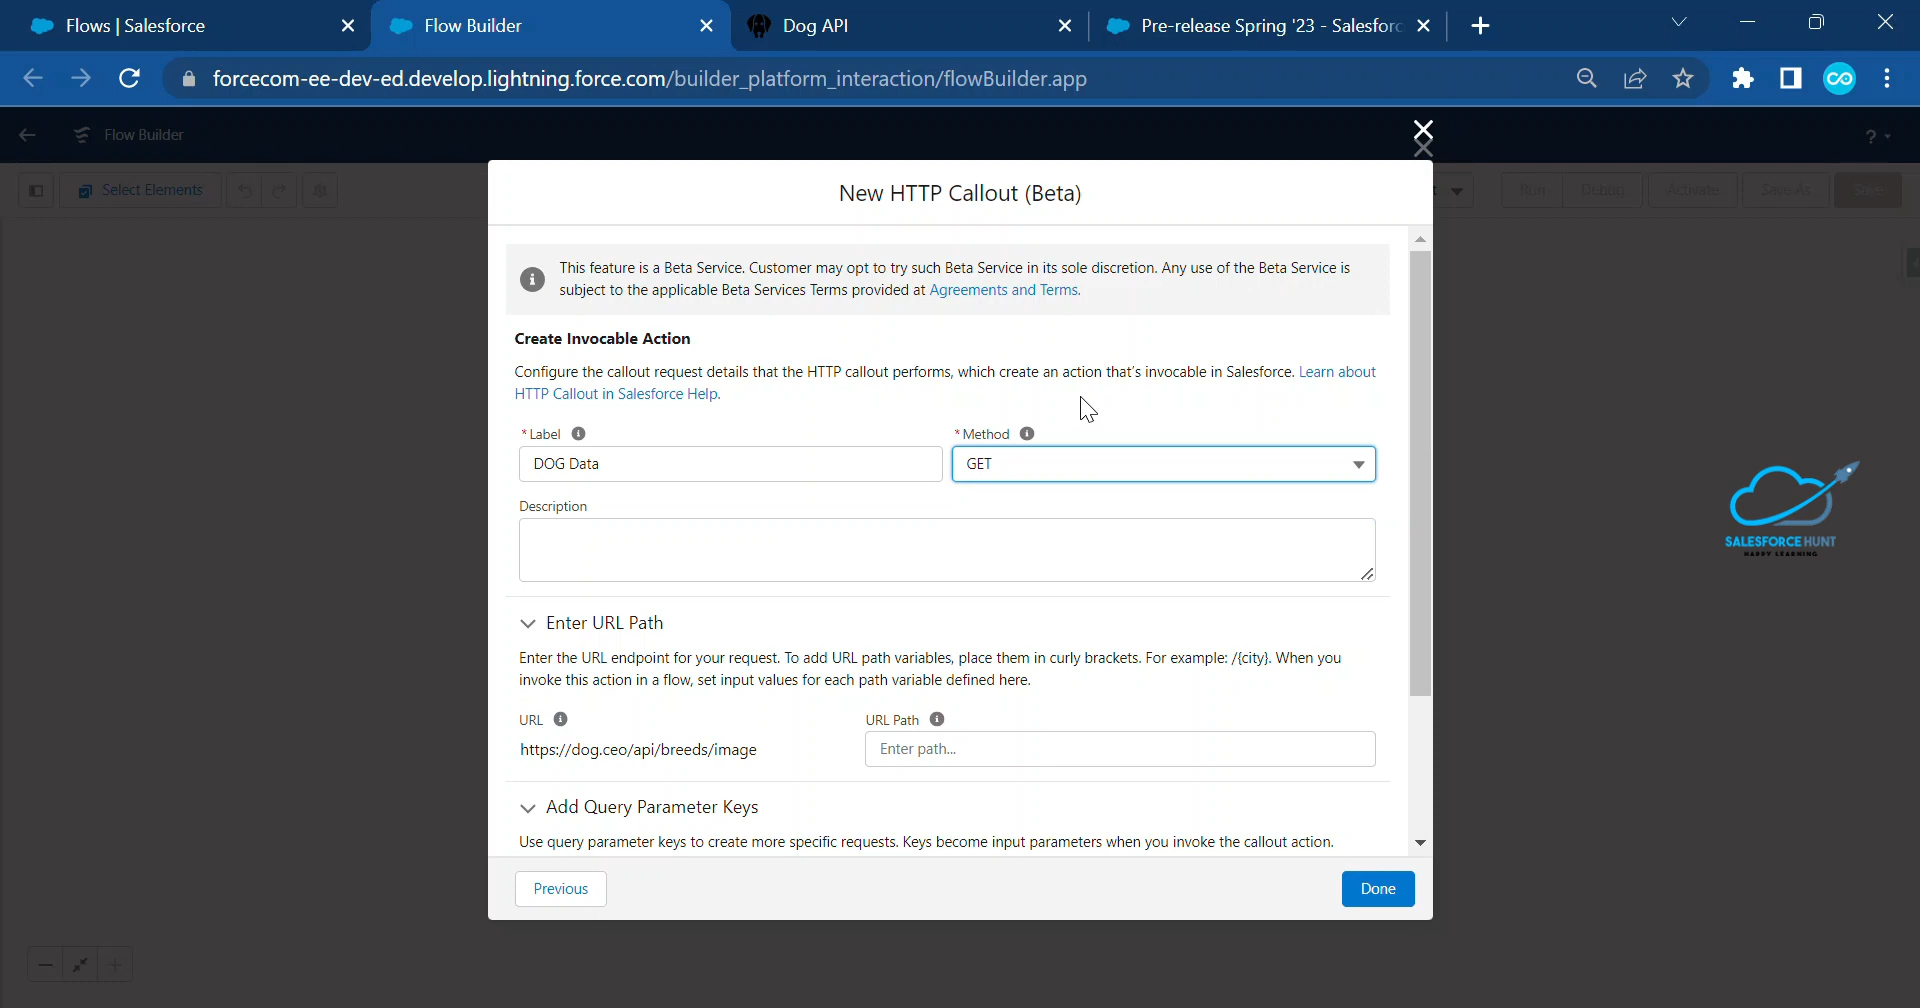 Flows | Salesforce
Flow Builder
Dog API
Pre-release Spring '23 - Salesforc
forcecom-ee-dev-ed.develop.lightning.force.com/builder_platform_interaction/flowBuilder.app
Flow Builder
?
Select Elements
Run
Debug
Activate
Save As
Save
New HTTP Callout (Beta)
This feature is a Beta Service. Customer may opt to try such Beta Service in its sole discretion. Any use of the Beta Service is
subject to the applicable Beta Services Terms provided at Agreements and Terms.
Create Invocable Action
Configure the callout request details that the HTTP callout performs, which create an action that's invocable in Salesforce. Learn about
HTTP Callout in Salesforce Help.
* Label
* Method
DOG Data
GET
Description
Enter URL Path
Enter the URL endpoint for your request. To add URL path variables, place them in curly brackets. For example: /{city}. When you
invoke this action in a flow, set input values for each path variable defined here.
URL
URL Path
https://dog.ceo/api/breeds/image
Enter path...
Add Query Parameter Keys
Use query parameter keys to create more specific requests. Keys become input parameters when you invoke the callout action.
Previous
Done
SALESFORCE HUNT
HAPPY LEARNING